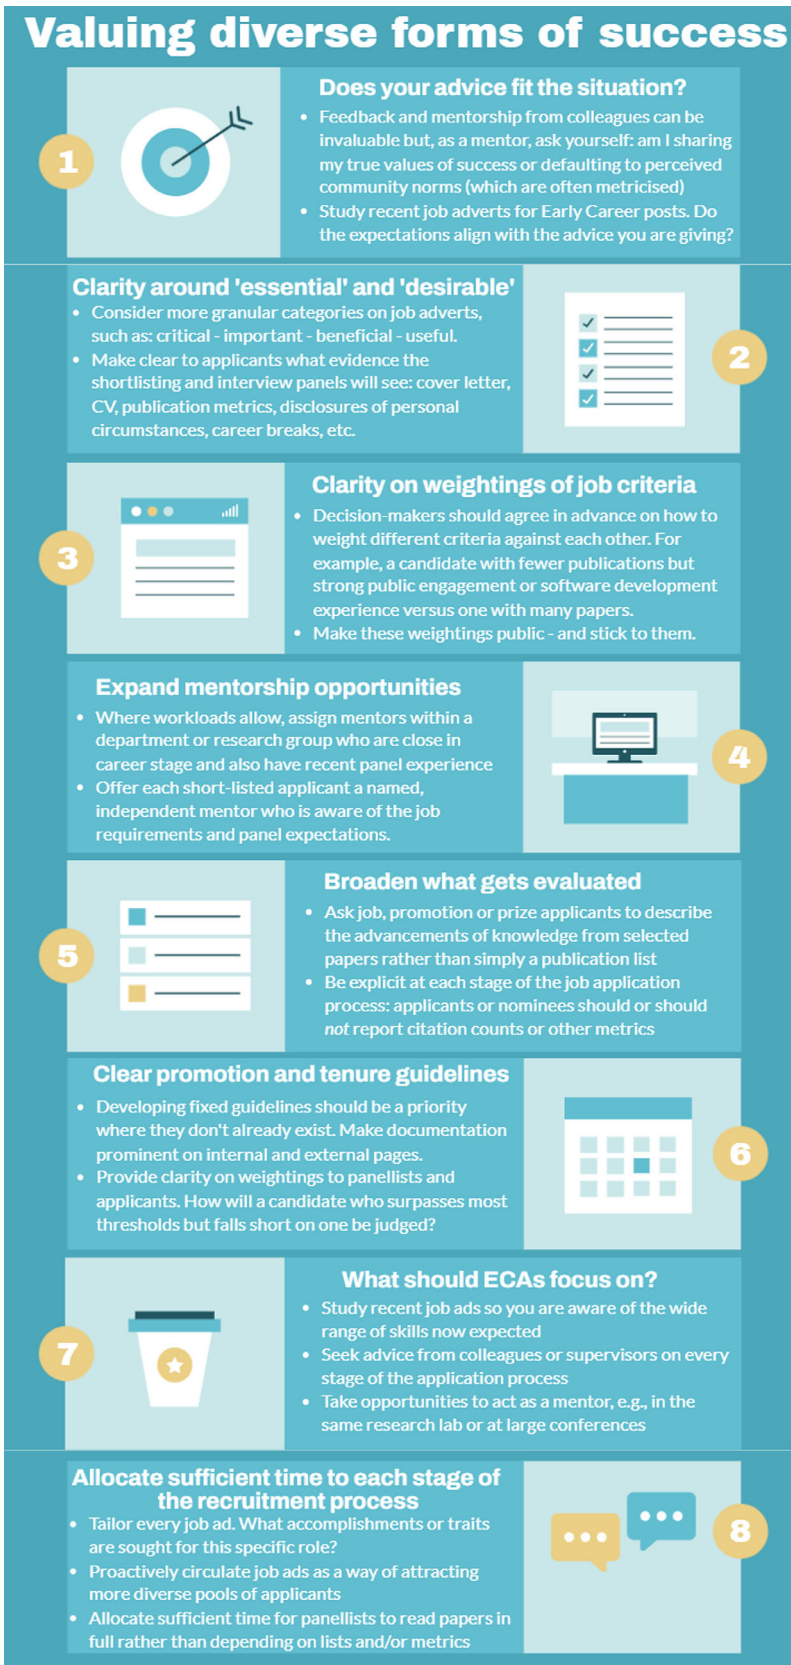 Valuing diverse forms of success
1
Does your advice fit the situation?
• Feedback and mentorship from colleagues can be
invaluable but, as a mentor, ask yourself: am I sharing
my true values of success or defaulting to perceived
community norms (which are often metricised)
• Study recent job adverts for Early Career posts. Do
the expectations align with the advice you are giving?
Clarity around 'essential' and 'desirable'
• Consider more granular categories on job adverts,
such as: critical - important - beneficial - useful.
• Make clear to applicants what evidence the
shortlisting and interview panels will see: cover letter,
CV, publication metrics, disclosures of personal
circumstances, career breaks, etc.
2
3
Clarity on weightings of job criteria
• Decision-makers should agree in advance on how to
weight different criteria against each other. For
example, a candidate with fewer publications but
strong public engagement or software development
experience versus one with many papers.
• Make these weightings public - and stick to them.
Expand mentorship opportunities
• Where workloads allow, assign mentors within a
department or research group who are close in
career stage and also have recent panel experience
• Offer each short-listed applicant a named,
independent mentor who is aware of the job
requirements and panel expectations.
4
5
Broaden what gets evaluated
• Ask job, promotion or prize applicants to describe
the advancements of knowledge from selected
papers rather than simply a publication list
• Be explicit at each stage of the job application
process: applicants or nominees should or should
not report citation counts or other metrics
Clear promotion and tenure guidelines
• Developing fixed guidelines should be a priority
where they don't already exist. Make documentation
prominent on internal and external pages.
• Provide clarity on weightings to panellists and
applicants. How will a candidate who surpasses most
thresholds but falls short on one be judged?
6
7
What should ECAs focus on?
• Study recent job ads so you are aware of the wide
range of skills now expected
• Seek advice from colleagues or supervisors on every
stage of the application process
• Take opportunities to act as a mentor, e.g., in the
same research lab or at large conferences
Allocate sufficient time to each stage of
the recruitment process
• Tailor every job ad. What accomplishments or traits
are sought for this specific role?
• Proactively circulate job ads as a way of attracting
more diverse pools of applicants
• Allocate sufficient time for panellists to read papers in
full rather than depending on lists and/or metrics
8